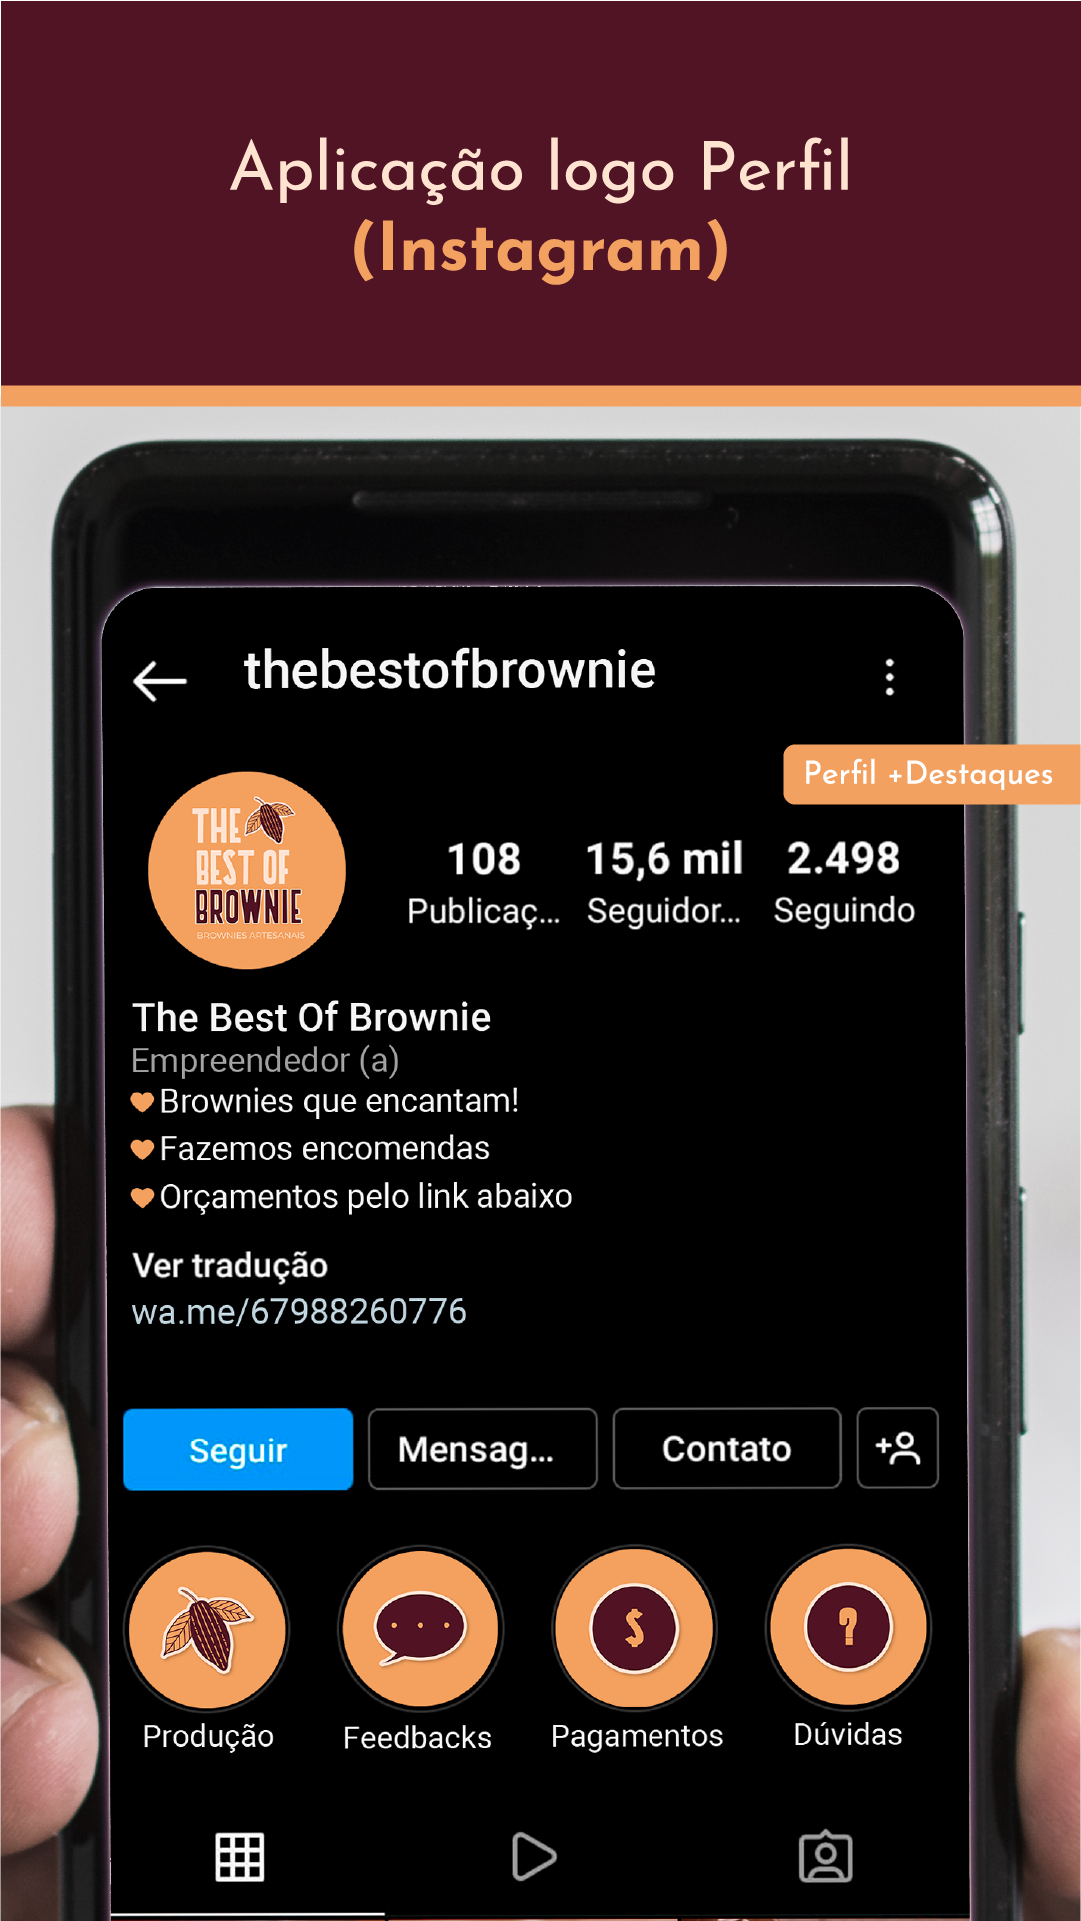 Aplicação logo Perfil
(Instagram)
thebestofbrownie
Perfil +Destaques
THE
BEST OF
BROWNIE
BROWNIES ARTESANAIS
108 15,6 mil 2.498
Publicaç... Seguidor... Seguindo
The Best Of Brownie
Empreendedor (a)
Brownies que encantam!
Fazemos encomendas
Orçamentos pelo link abaixo
Ver tradução
wa.me/67988260776
Seguir Mensag... Contato
$ ?
Produção Feedbacks Pagamentos Dúvidas